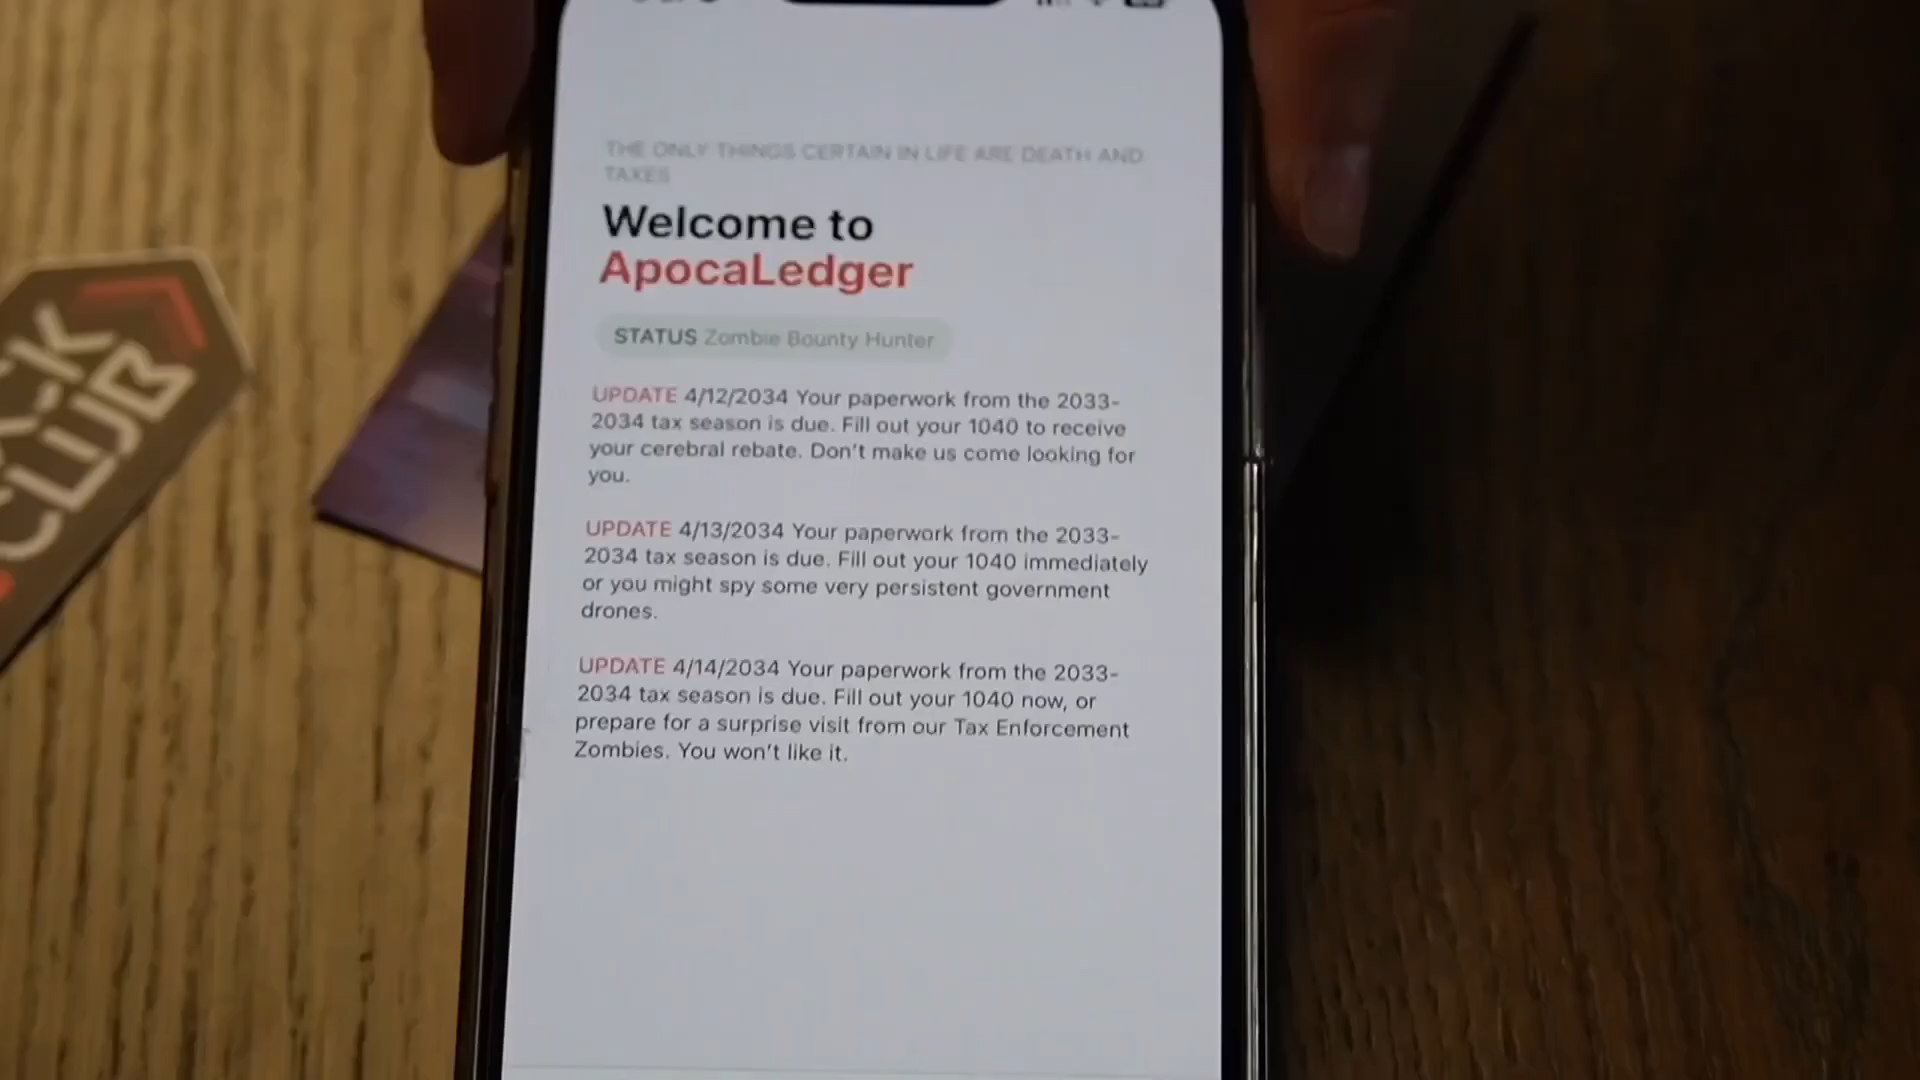 THE ONLY THINGS CERTAIN IN LIFE ARE DEATH AND
TAXES
Welcome to
ApocaLedger
STATUS Zombie Bounty Hunter
UPDATE 4/12/2034 Your paperwork from the 2033-
2034 tax season is due. Fill out your 1040 to receive
your cerebral rebate. Don't make us come looking for
you.
UPDATE 4/13/2034 Your paperwork from the 2033-
2034 tax season is due. Fill out your 1040 immediately
or you might spy some very persistent government
drones.
UPDATE 4/14/2034 Your paperwork from the 2033-
2034 tax season is due. Fill out your 1040 now, or
prepare for a surprise visit from our Tax Enforcement
Zombies. You won't like it.
CLUB